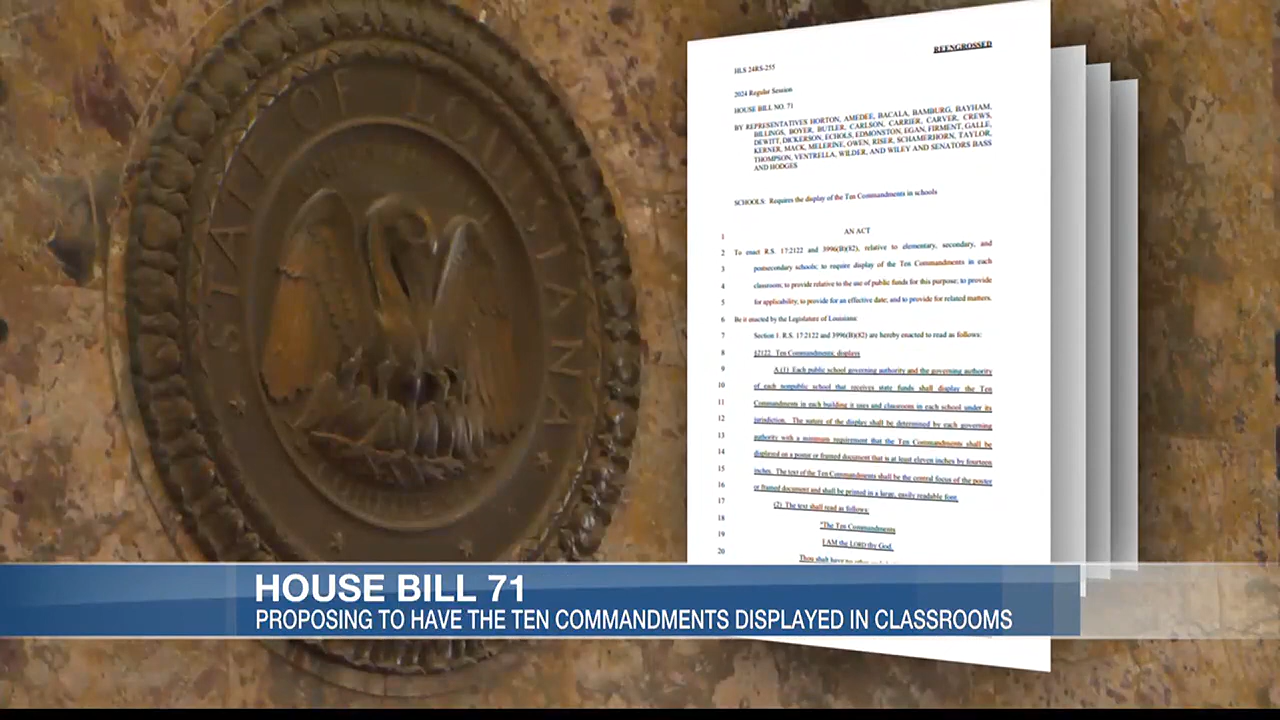 REENGROSSED
HLS 24RS-255
2024 Regular Session
HOUSE BILL NO. 71
BY REPRESENTATIVES HORTON, AMEDEE, BACALA, BAMBURG, BAYHAM,
BILLINGS, BOYER, BUTLER, CARLSON, CARRIER, CARVER, CREWS,
DEWITT, DICKERSON, ECHOLS, EDMONSTON, EGAN, FIRMENT, GALLE,
KERNER, MACK, MELERINE, OWEN, RISER, SCHAMERHORN, TAYLOR,
THOMPSON, VENTRELLA, WILDER, AND WILEY AND SENATORS BASS
AND HODGES
SCHOOLS: Requires the display of the Ten Commandments in schools
1 AN ACT
2 To enact R.S. 17:2122 and 3996(B)(82), relative to elementary, secondary, and
3 postsecondary schools; to require display of the Ten Commandments in each
4 classroom; to provide relative to the use of public funds for this purpose; to provide
5 for applicability; to provide for an effective date; and to provide for related matters.
6 Be it enacted by the Legislature of Louisiana:
7 Section 1. R.S. 17:2122 and 3996(B)(82) are hereby enacted to read as follows:
8 §2122. Ten Commandments; displays
9 A.(1) Each public school governing authority and the governing authority
10 of each nonpublic school that receives state funds shall display the Ten
11 Commandments in each building it uses and classroom in each school under its
12 jurisdiction. The nature of the display shall be determined by each governing
13 authority with a minimum requirement that the Ten Commandments shall be
14 displayed on a poster or framed document that is at least eleven inches by fourteen
15 inches. The text of the Ten Commandments shall be the central focus of the poster
16 or framed document and shall be printed in a large, easily readable font.
17 (2) The text shall read as follows:
18 "The Ten Commandments
19 I AM the LORD thy God.
20 Thou shalt have no other
HOUSE BILL 71
PROPOSING TO HAVE THE TEN COMMANDMENTS DISPLAYED IN CLASSROOMS